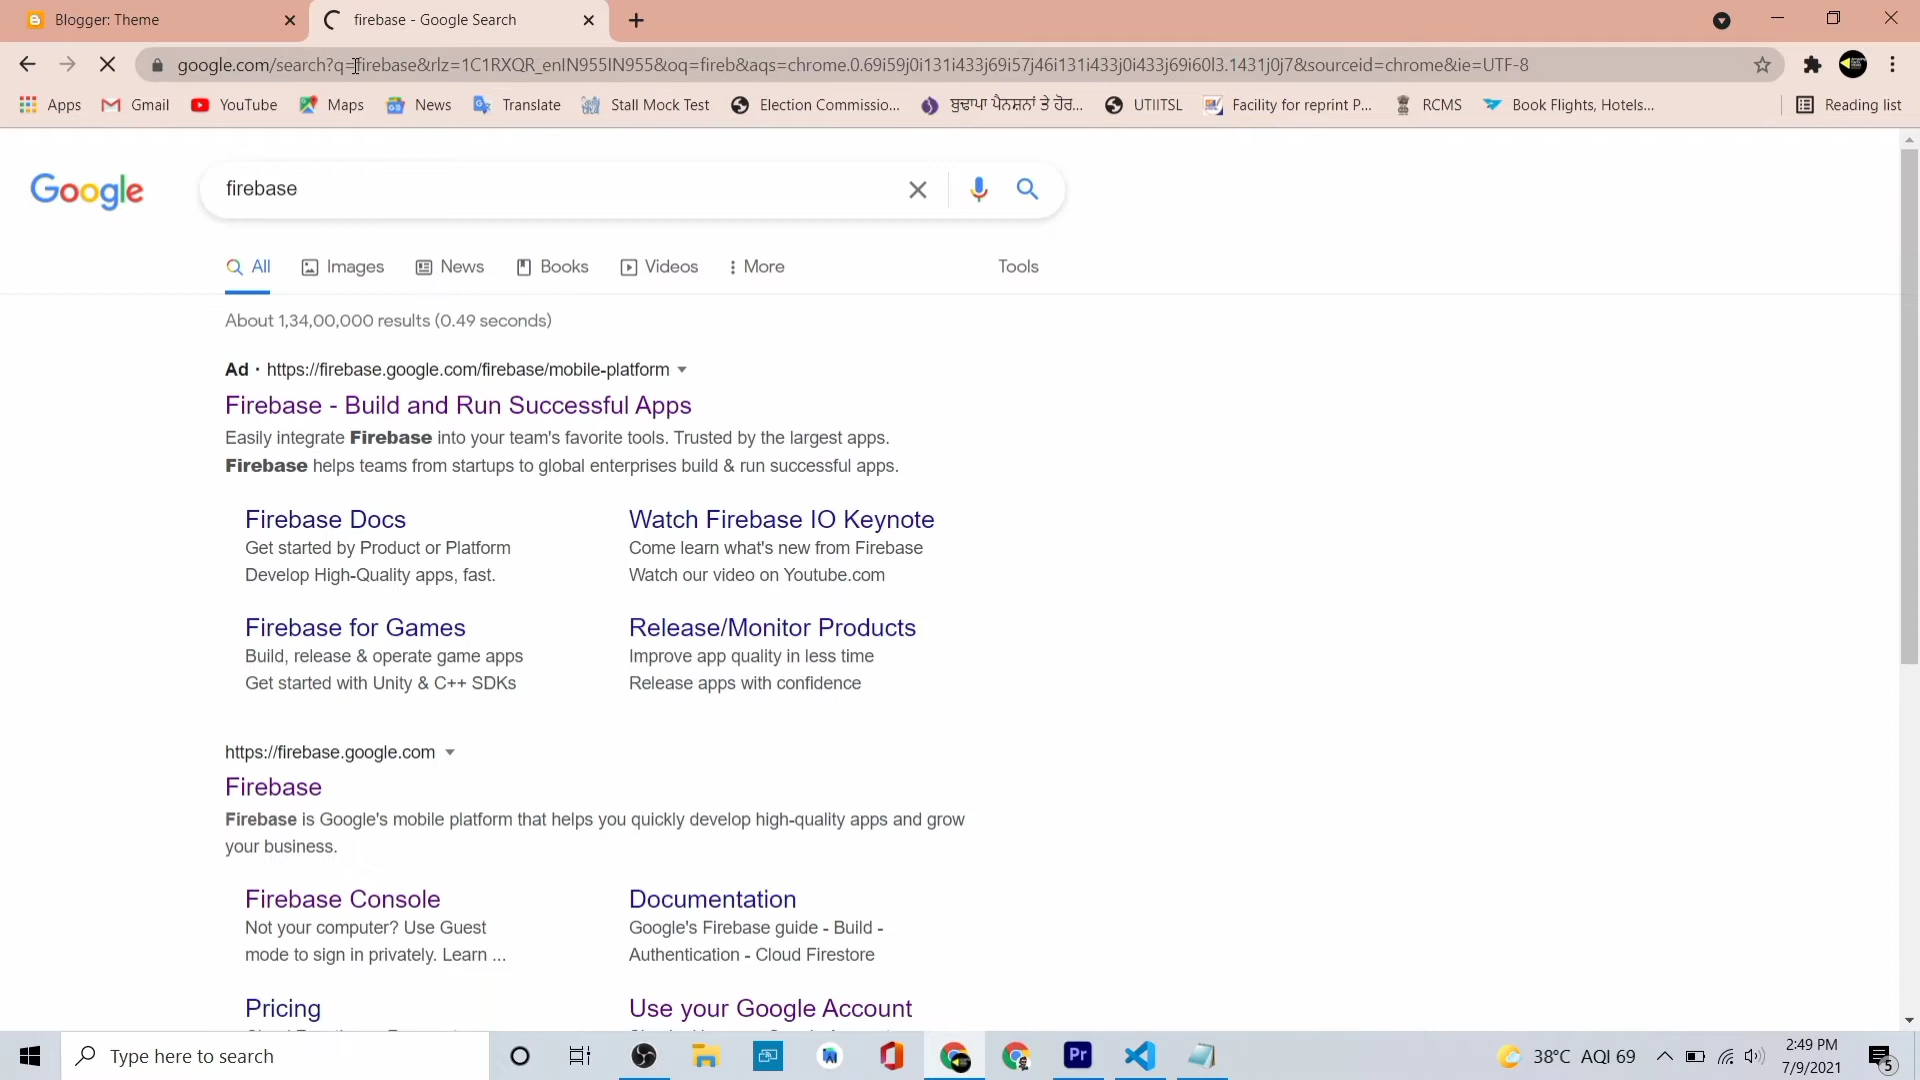 Blogger: Theme
firebase - Google Search
google.com/search?q=firebase&rlz=1C1RXQR_enIN955IN955&oq=fireb&aqs=chrome.0.69i59j0i131i433j69i57j46i131i433j0i433j69i60l3.1431j0j7&sourceid=chrome&ie=UTF-8
Apps Gmail YouTube Maps News Translate Stall Mock Test Election Commissio... ਬੁਢਾਪਾ ਪੈਨਸ਼ਨਾਂ ਤੇ ਹੋਰ... UTIITSL Facility for reprint P... RCMS Book Flights, Hotels... Reading list
Google
firebase
All Images News Books Videos More Tools
About 1,34,00,000 results (0.49 seconds)
Ad · https://firebase.google.com/firebase/mobile-platform
Firebase - Build and Run Successful Apps
Easily integrate Firebase into your team's favorite tools. Trusted by the largest apps.
Firebase helps teams from startups to global enterprises build & run successful apps.
Firebase Docs
Get started by Product or Platform
Develop High-Quality apps, fast.
Watch Firebase IO Keynote
Come learn what's new from Firebase
Watch our video on Youtube.com
Firebase for Games
Build, release & operate game apps
Get started with Unity & C++ SDKs
Release/Monitor Products
Improve app quality in less time
Release apps with confidence
https://firebase.google.com
Firebase
Firebase is Google's mobile platform that helps you quickly develop high-quality apps and grow
your business.
Firebase Console
Not your computer? Use Guest
mode to sign in privately. Learn ...
Documentation
Google's Firebase guide - Build -
Authentication - Cloud Firestore
Pricing
Use your Google Account
Type here to search
Pr
38°C AQI 69
2:49 PM
7/9/2021
5